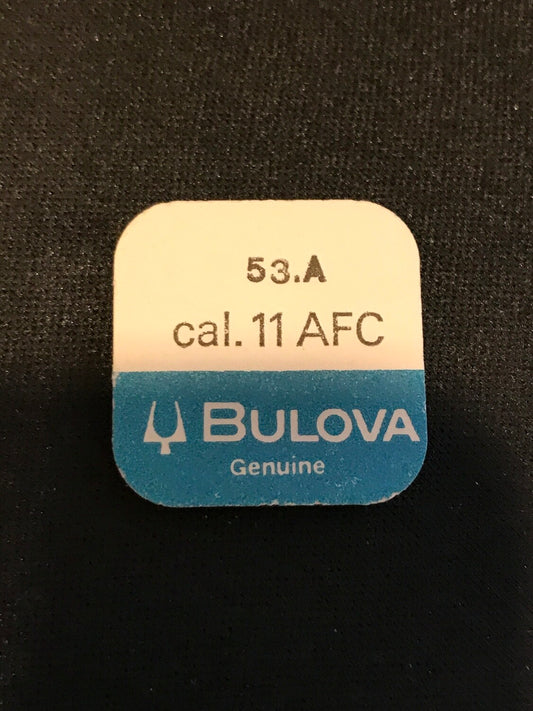 53.A
cal. 11 AFC
BULOVA
Genuine